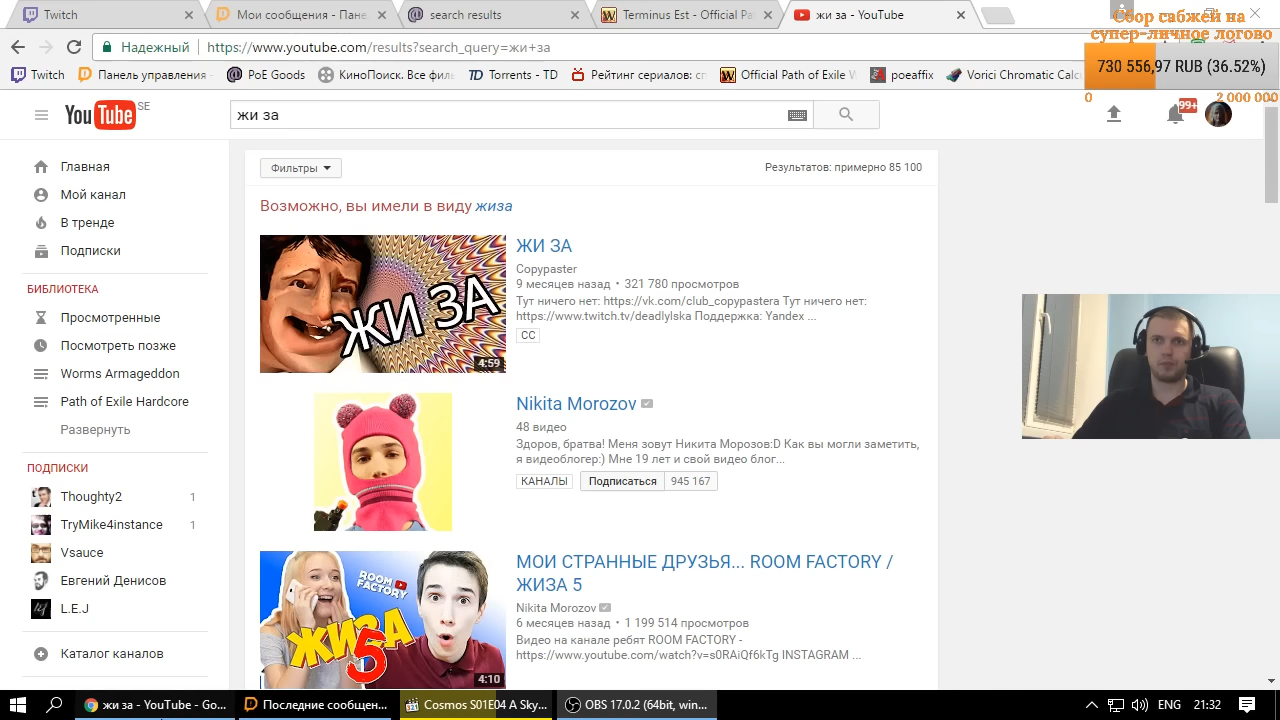 Twitch
Мои сообщения - Пане
search results
Terminus Est - Official Pa
жи за - YouTube
Сбор сабжей на
супер-личное логово
Надежный
https://www.youtube.com/results?search_query=жи+за
730 556,97 RUB (36.52%)
0
2 000 000
Twitch
Панель управления -
PoE Goods
КиноПоиск. Все фил
TD Torrents - TD
Рейтинг сериалов: сп
Official Path of Exile W
poeaffix
Vorici Chromatic Calc
YouTube SE
жи за
99+
Главная
Мой канал
В тренде
Подписки
БИБЛИОТЕКА
Просмотренные
Посмотреть позже
Worms Armageddon
Path of Exile Hardcore
Развернуть
ПОДПИСКИ
Thoughty2 1
TryMike4instance 1
Vsauce
Евгений Денисов
L.E.J
Каталог каналов
Фильтры
Результатов: примерно 85 100
Возможно, вы имели в виду жиза
ЖИ ЗА
4:59
ЖИ ЗА
Copypaster
9 месяцев назад • 321 780 просмотров
Тут ничего нет: https://vk.com/club_copypastera Тут ничего нет:
https://www.twitch.tv/deadlylska Поддержка: Yandex ...
CC
Nikita Morozov
48 видео
Здоров, братва! Меня зовут Никита Морозов:D Как вы могли заметить,
я видеоблогер:) Мне 19 лет и свой видео блог...
КАНАЛЫ
Подписаться 945 167
ROOM
FACTORY
ЖИЗА
5
4:10
МОИ СТРАННЫЕ ДРУЗЬЯ... ROOM FACTORY /
ЖИЗА 5
Nikita Morozov
6 месяцев назад • 1 199 514 просмотров
Видео на канале ребят ROOM FACTORY -
https://www.youtube.com/watch?v=s0RAiQf6kTg INSTAGRAM ...
жи за - YouTube - Go...
Последние сообщен...
Cosmos S01E04 A Sky...
OBS 17.0.2 (64bit, win...
ENG
21:32